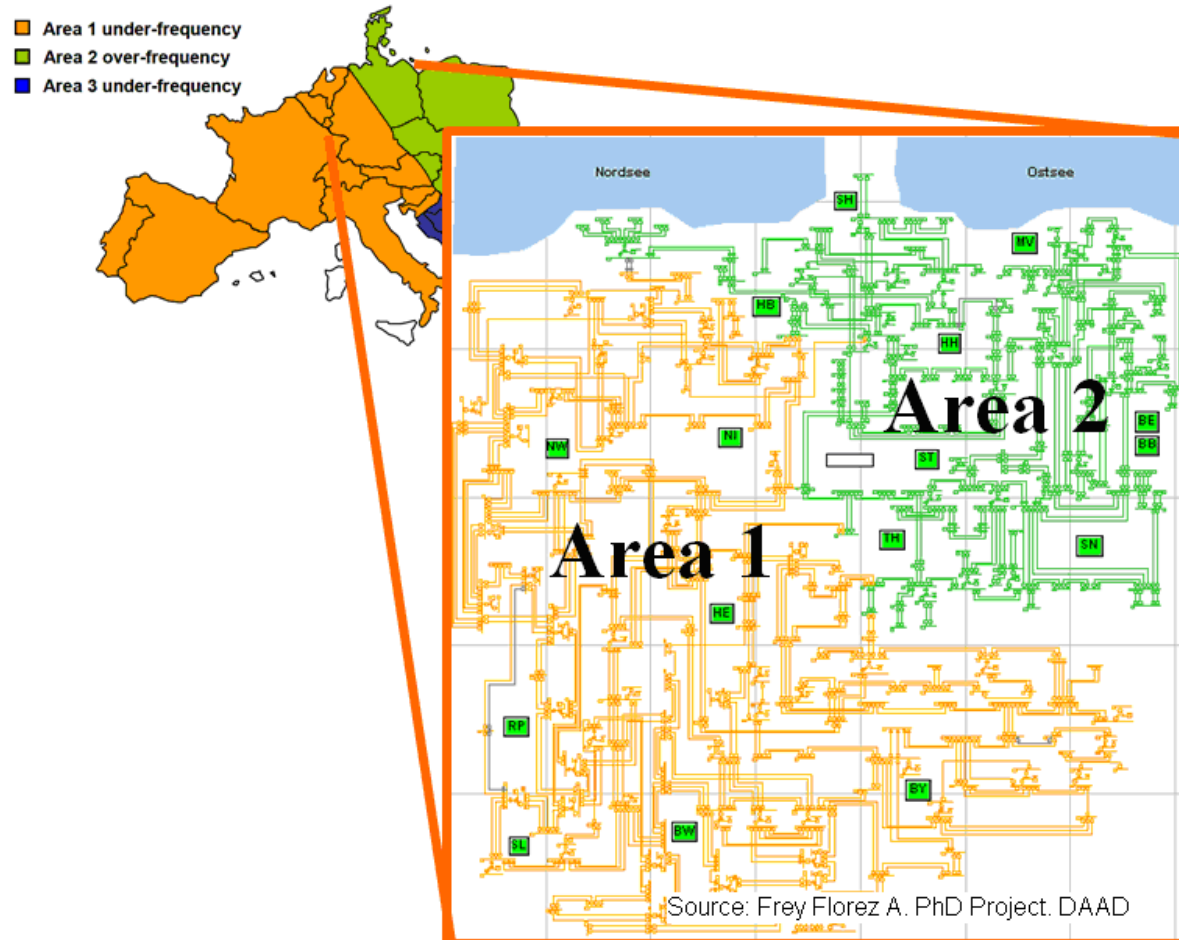 Area 1 under-frequency
Area 2 over-frequency
Area 3 under-frequency
Nordsee
Ostsee
SH
MV
HB
HH
Area 2
BE
NI
NW
BB
ST
Area 1
TH
SN
HE
RP
BY
BW
SL
Source: Frey Florez A. PhD Project. DAAD